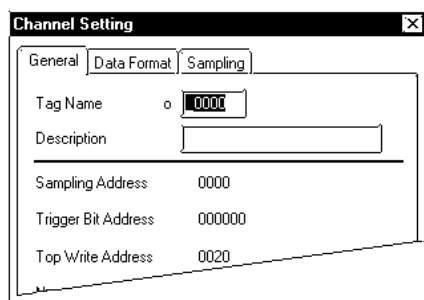 Channel Setting
General Data Format Sampling
Tag Name o 0000
Description
Sampling Address 0000
Trigger Bit Address 000000
Top Write Address 0020